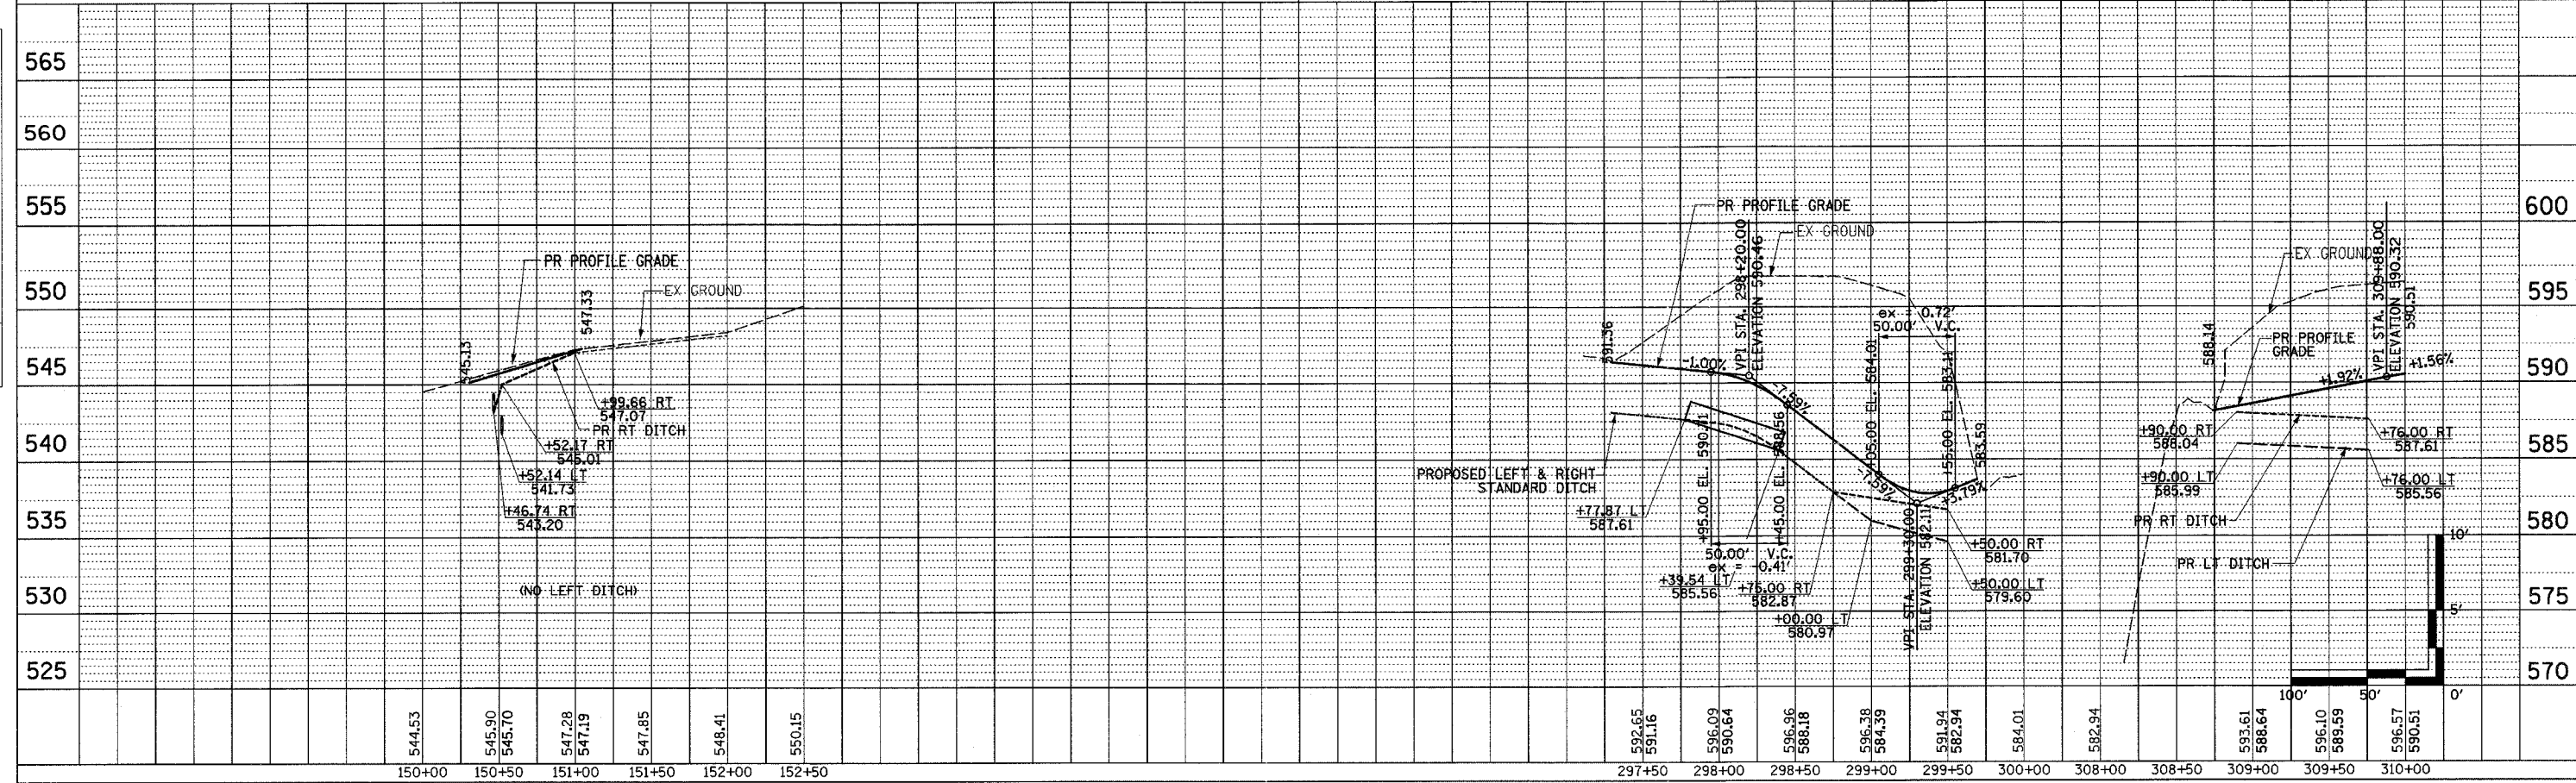 565
560
555
550
545
540
535
530
525
600
595
590
585
580
575
570
545.13
PR PROFILE GRADE
547.33
EX GROUND
+99.66 RT
547.07
PR RT DITCH
+52.17 RT
545.01
+52.14 LT
541.73
+46.74 RT
543.20
(NO LEFT DITCH)
591.36
PR PROFILE GRADE
VPI STA. 298+20.00
ELEVATION 590.46
EX GROUND
-1.00%
-7.59%
ex = 0.72'
50.00' V.C.
+05.00 EL. 584.01
+55.00 EL. 583.11
583.59
PROPOSED LEFT & RIGHT
STANDARD DITCH
+77.87 LT
587.61
+95.00 EL. 590.71
+45.00 EL. 588.56
50.00' V.C.
ex = -0.41'
+39.54 LT
585.56
+75.00 RT
582.87
+00.00 LT
580.97
-7.59%
+3.79%
VPI STA. 299+30.00
ELEVATION 582.11
+50.00 RT
581.70
+50.00 LT
579.60
588.14
EX GROUND
PR PROFILE
GRADE
VPI STA. 309+88.00
ELEVATION 590.32
590.51
+1.92%
+1.56%
+90.00 RT
588.04
+76.00 RT
587.61
+90.00 LT
585.99
+76.00 LT
585.56
PR RT DITCH
PR LT DITCH
10'
5'
100'
50'
0'
544.53
545.90
545.70
547.28
547.19
547.85
548.41
550.15
592.65
591.16
596.09
590.64
596.96
588.18
596.38
584.39
591.94
582.94
584.01
582.94
593.61
588.64
596.10
589.59
596.57
590.51
150+00
150+50
151+00
151+50
152+00
152+50
297+50
298+00
298+50
299+00
299+50
300+00
308+00
308+50
309+00
309+50
310+00